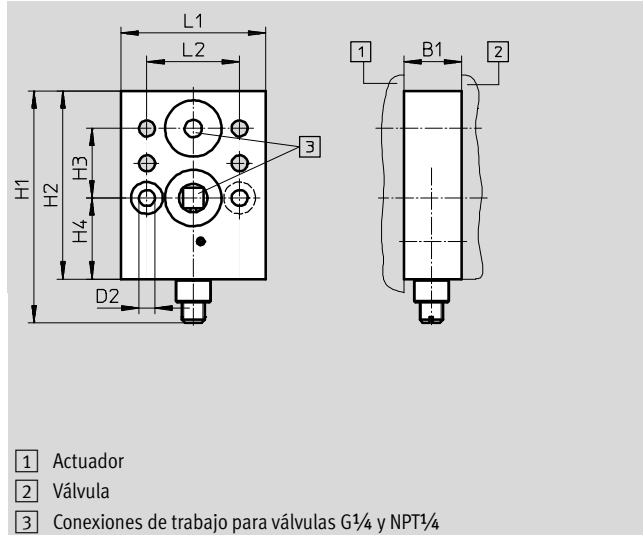 L1
L2
B1
1
2
3
H1
H2
H3
H4
D2
1 Actuador
2 Válvula
3 Conexiones de trabajo para válvulas G¼ y NPT¼